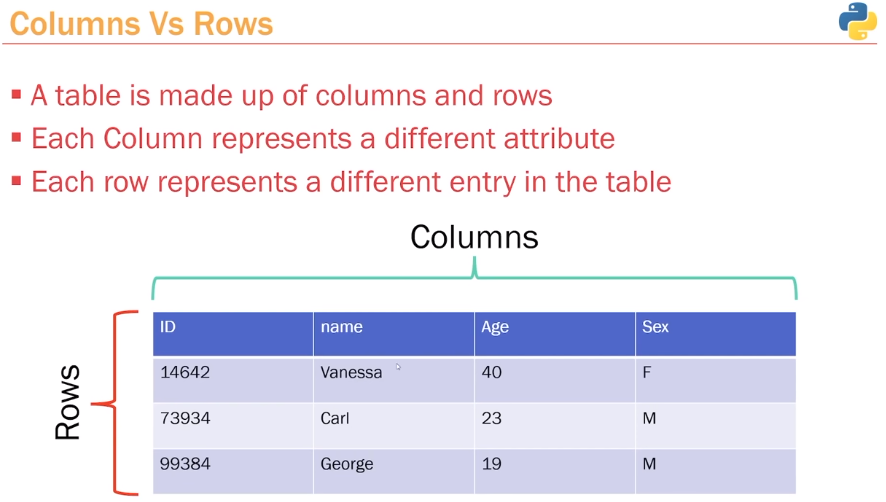 Columns Vs Rows
▪ A table is made up of columns and rows
▪ Each Column represents a different attribute
▪ Each row represents a different entry in the table
Columns
Rows
ID name Age Sex
14642 Vanessa 40 F
73934 Carl 23 M
99384 George 19 M